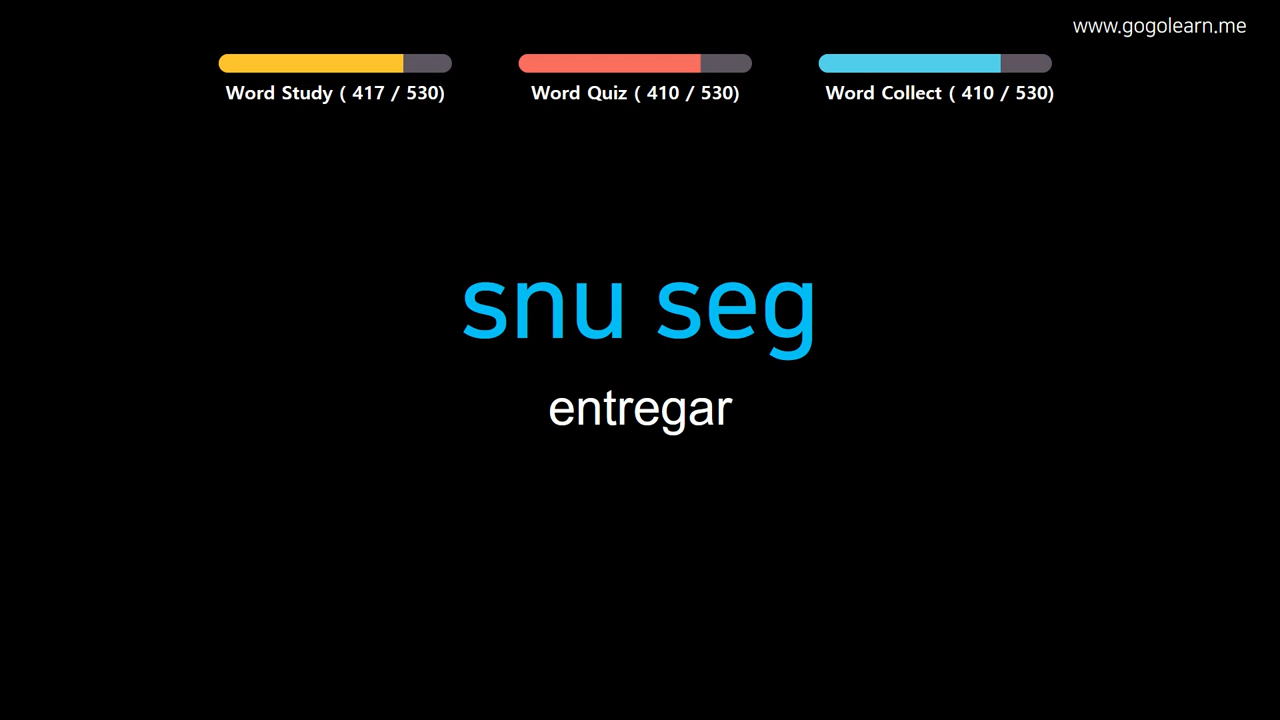 www.gogolearn.me
Word Study ( 417 / 530)
Word Quiz ( 410 / 530)
Word Collect ( 410 / 530)
snu seg
entregar